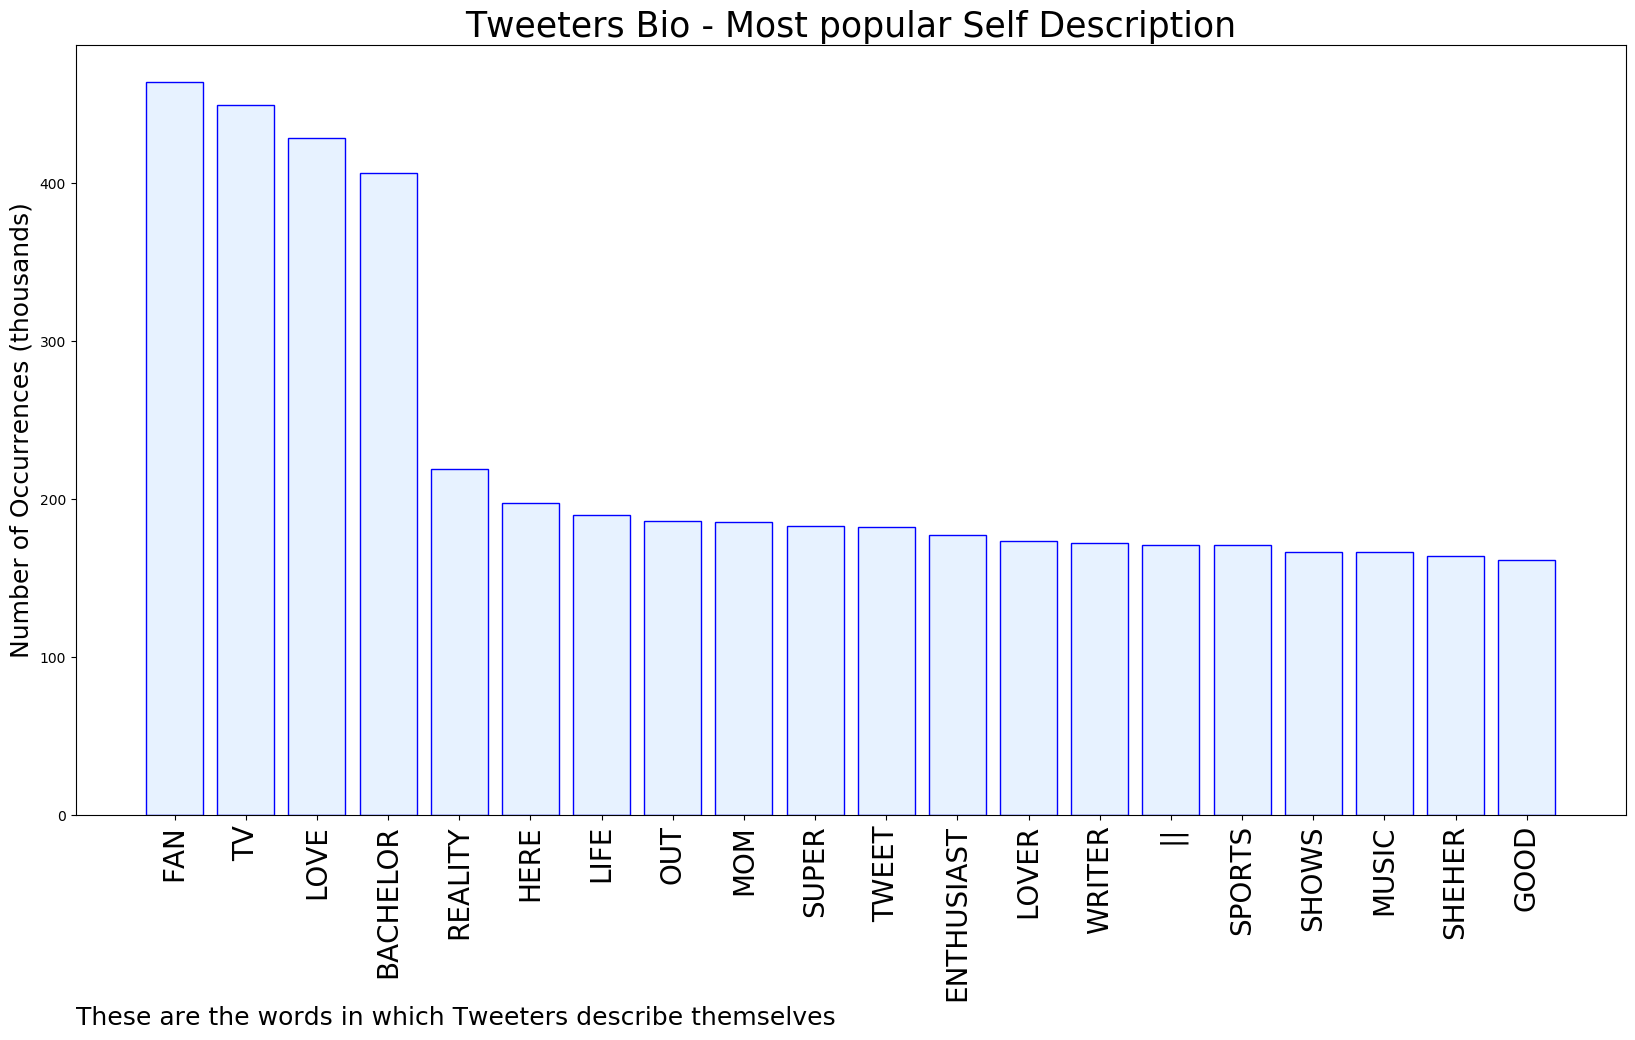 Tweeters Bio - Most popular Self Description
Number of Occurrences (thousands)
400
300
200
100
0
FAN
TV
LOVE
BACHELOR
REALITY
HERE
LIFE
OUT
MOM
SUPER
TWEET
ENTHUSIAST
LOVER
WRITER
||
SPORTS
SHOWS
MUSIC
SHEHER
GOOD
These are the words in which Tweeters describe themselves